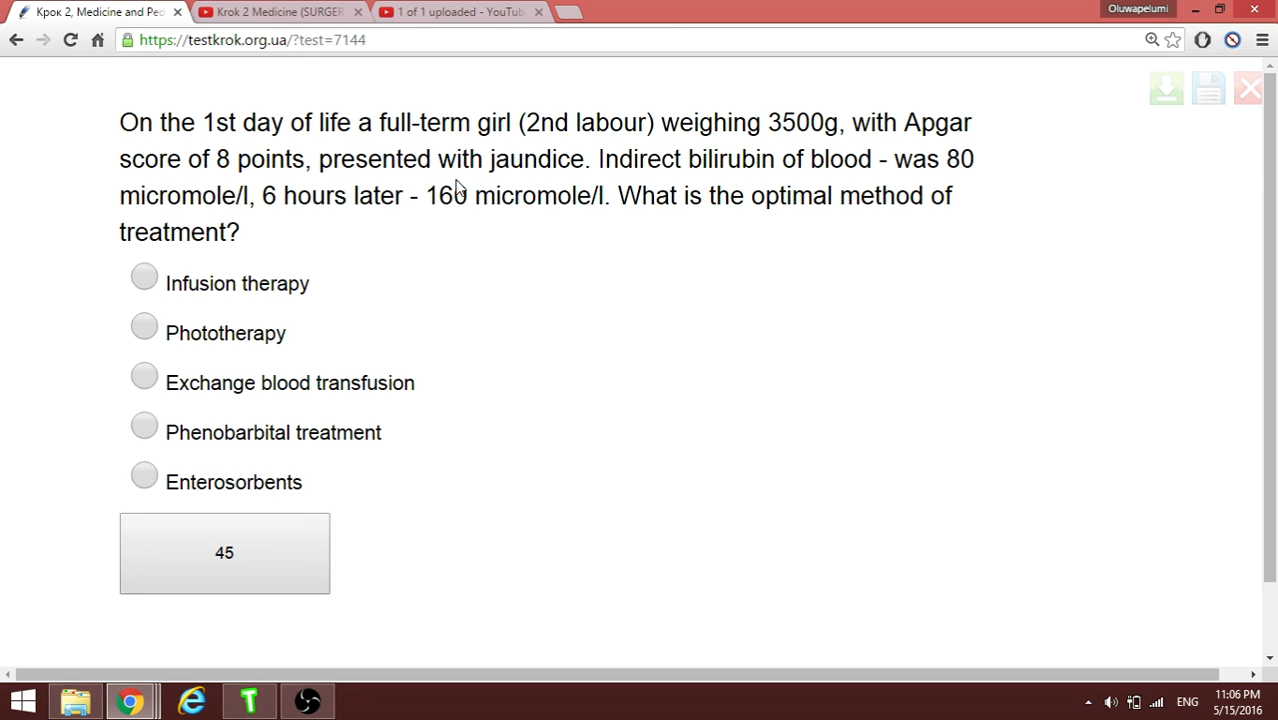 Крок 2, Medicine and Ped
Krok 2 Medicine (SURGER
1 of 1 uploaded - YouTub
Oluwapelumi
https://testkrok.org.ua/?test=7144
On the 1st day of life a full-term girl (2nd labour) weighing 3500g, with Apgar
score of 8 points, presented with jaundice. Indirect bilirubin of blood - was 80
micromole/l, 6 hours later - 160 micromole/l. What is the optimal method of
treatment?
Infusion therapy
Phototherapy
Exchange blood transfusion
Phenobarbital treatment
Enterosorbents
45
ENG
11:06 PM
5/15/2016